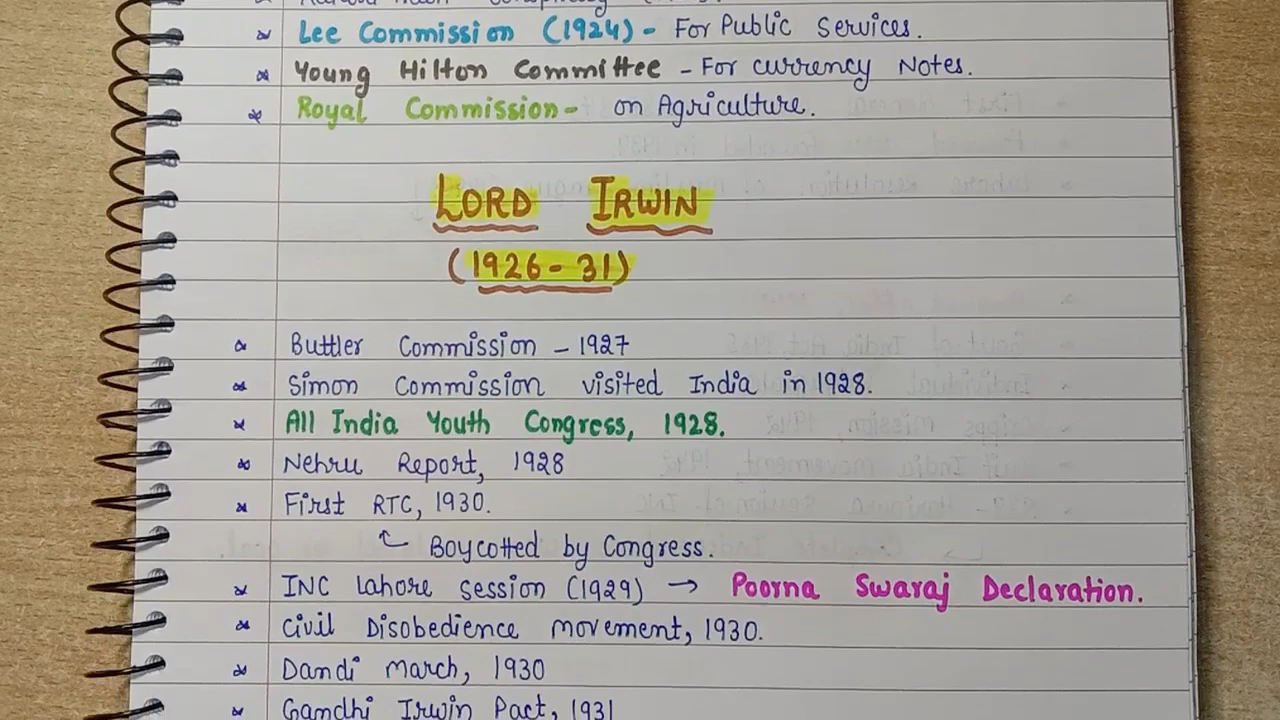 Lee Commission (1924) - For Public Services.
Young Hilton Committee - For currency Notes.
Royal Commission - on Agriculture.
LORD IRWIN
(1926 - 31)
Buttler Commission - 1927
Simon Commission visited India in 1928.
All India Youth Congress, 1928.
Nehru Report, 1928
First RTC, 1930.
Boycotted by Congress.
INC Lahore session (1929) → Poorna Swaraj Declaration.
Civil Disobedience movement, 1930.
Dandi March, 1930
Gandhi Irwin Pact, 1931